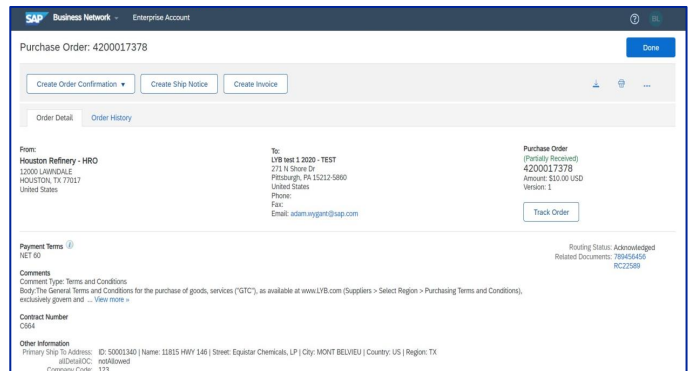 SAP Business Network Enterprise Account
BL
Purchase Order: 4200017378
Done
Create Order Confirmation
Create Ship Notice
Create Invoice
...
Order Detail
Order History
From:
Houston Refinery - HRO
12000 LAWNDALE
HOUSTON, TX 77017
United States
To:
LYB test 1 2020 - TEST
271 N Shore Dr
Pittsburgh, PA 15212-5860
United States
Phone:
Fax:
Email: adam.wygant@sap.com
Purchase Order
(Partially Received)
4200017378
Amount: $10.00 USD
Version: 1
Track Order
Payment Terms
NET 60
Routing Status: Acknowledged
Related Documents: 789456456
RC22589
Comments
Comment Type: Terms and Conditions
Body:The General Terms and Conditions for the purchase of goods, services ("GTC"), as available at www.LYB.com (Suppliers > Select Region > Purchasing Terms and Conditions),
exclusively govern and ... View more »
Contract Number
C664
Other Information
Primary Ship To Address: ID: 50001340 | Name: 11815 HWY 146 | Street: Equistar Chemicals, LP | City: MONT BELVIEU | Country: US | Region: TX
allDetailOC: notAllowed
Company Code: 123